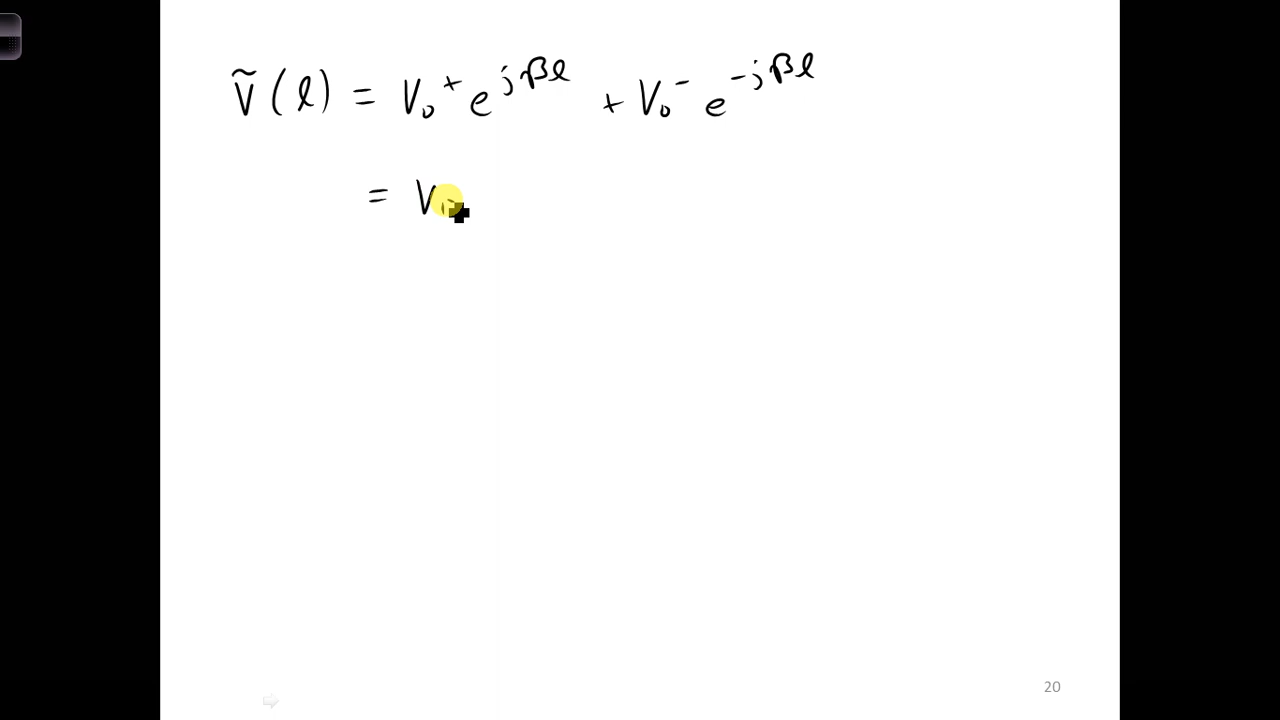 Ṽ(ℓ) = V₀⁺ e^{jβℓ} + V₀⁻ e^{-jβℓ}
= V
20